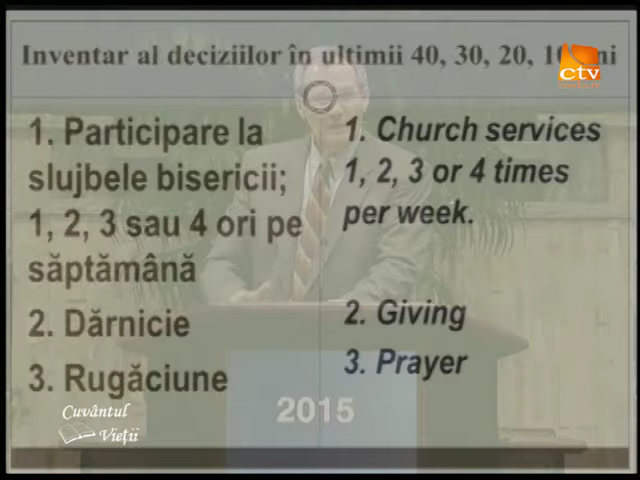 Inventar al deciziilor în ultimii 40, 30, 20, 10 ani
ctv
1. Participare la
slujbele bisericii;
1, 2, 3 sau 4 ori pe
săptămână
2. Dărnicie
3. Rugăciune
1. Church services
1, 2, 3 or 4 times
per week.
2. Giving
3. Prayer
2015
Cuvântul
Vieții